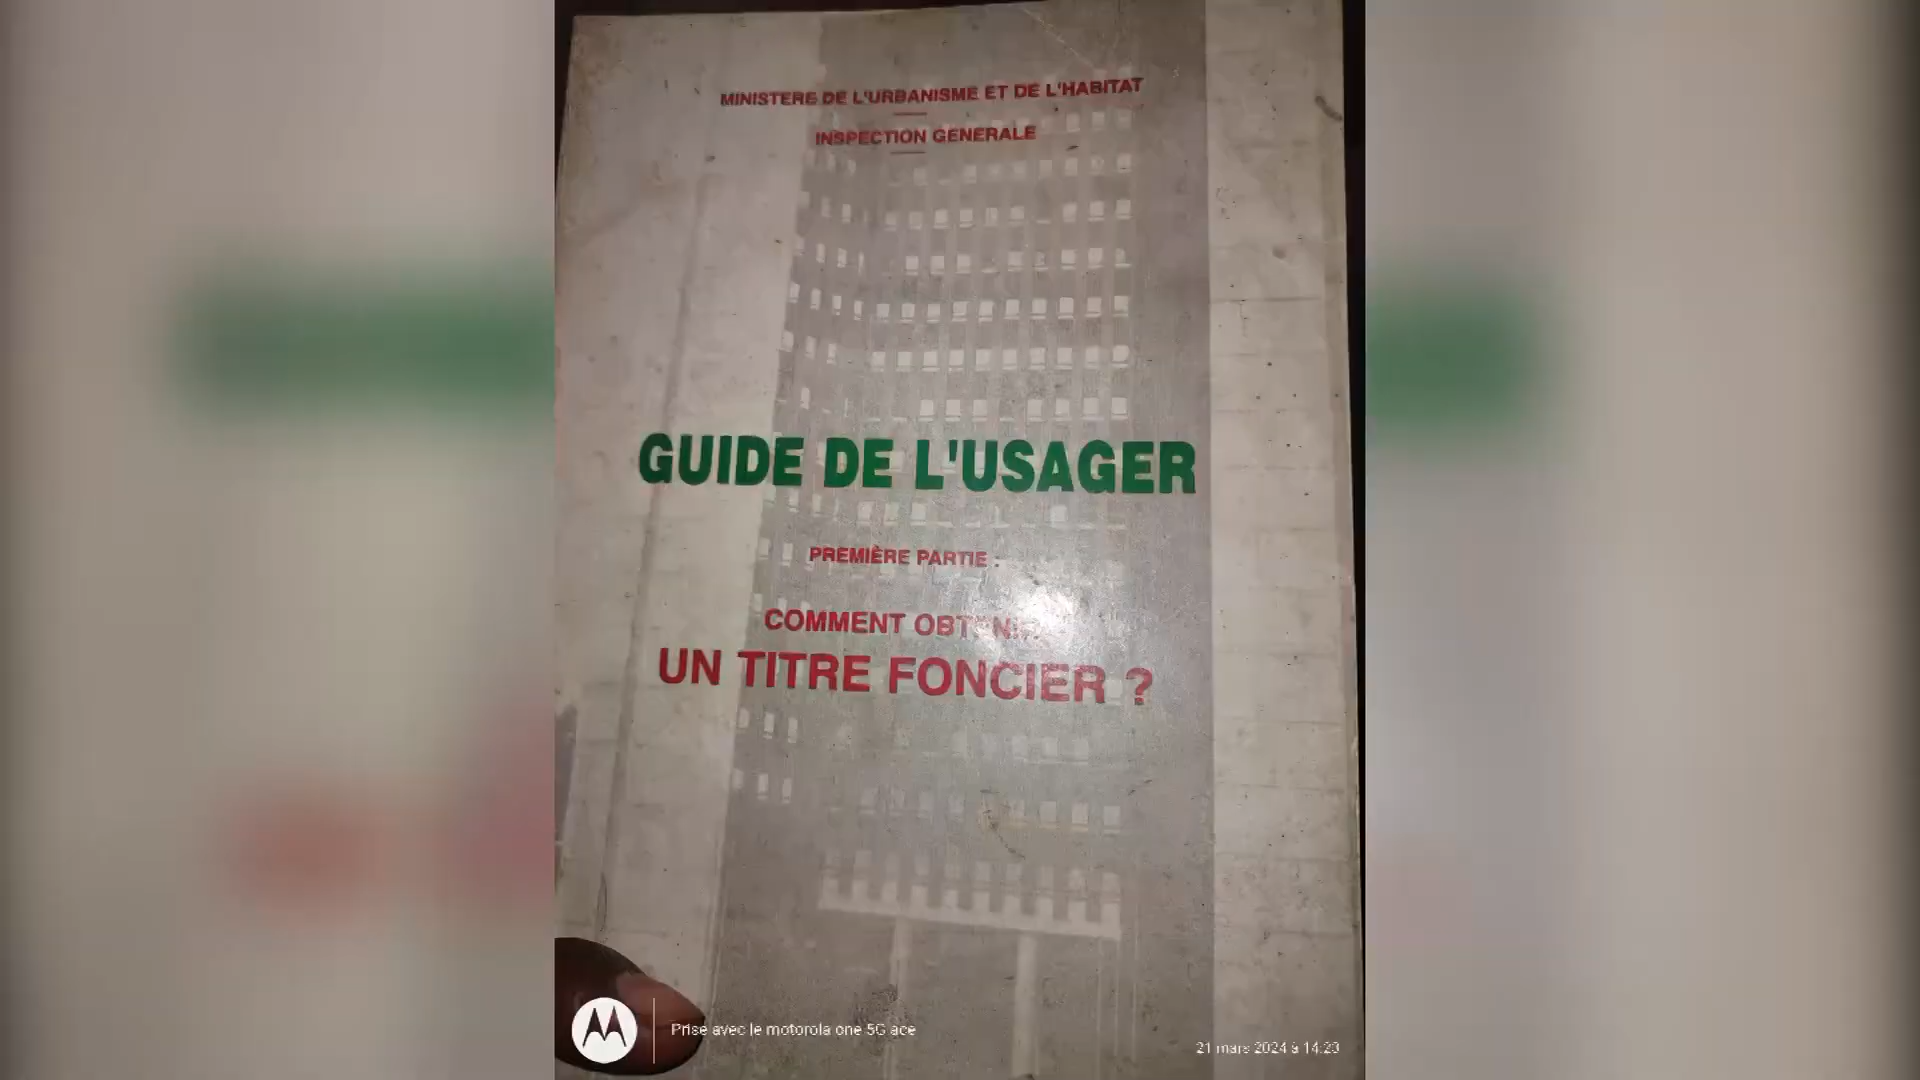 MINISTERE DE L'URBANISME ET DE L'HABITAT
INSPECTION GENERALE
GUIDE DE L'USAGER
PREMIÈRE PARTIE :
COMMENT OBTENIR
UN TITRE FONCIER ?
Prise avec le motorola one 5G ace
21 mars 2024 à 14:23